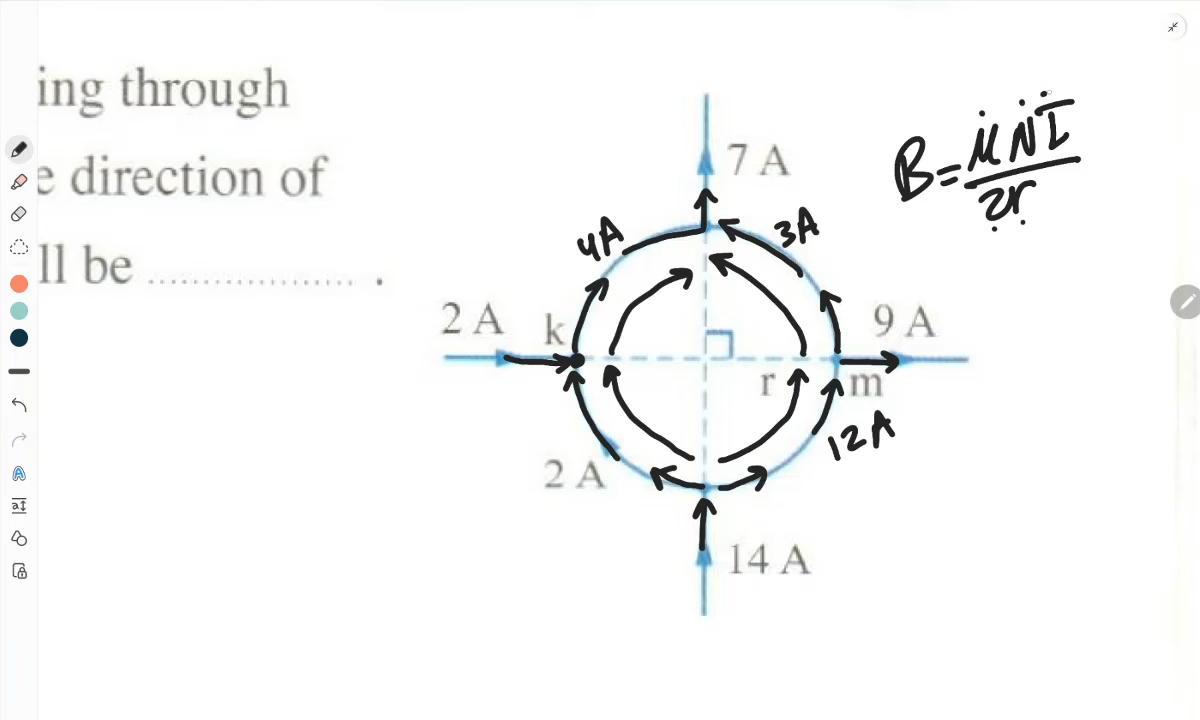 ing through
e direction of
ll be .................... .
7 A
B = μNI / 2r
4A
3A
2 A
k
9 A
r
m
12A
2 A
14 A